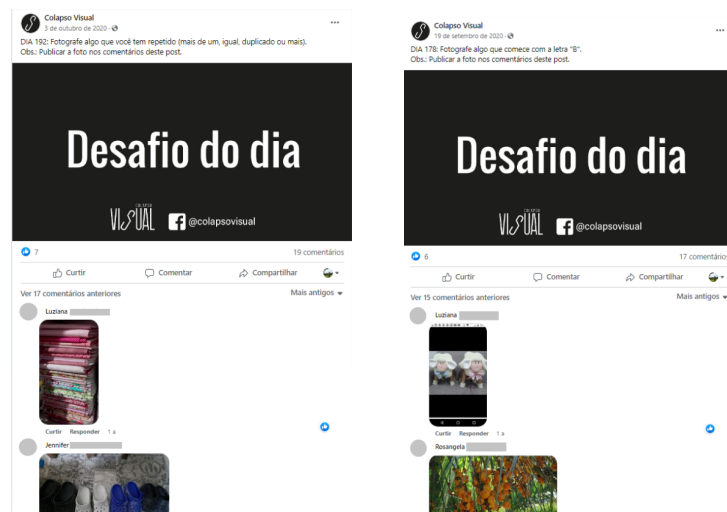 Colapso Visual
3 de outubro de 2020 ·
DIA 192: Fotografe algo que você tem repetido (mais de um, igual, duplicado ou mais).
Obs.: Publicar a foto nos comentários deste post.
Desafio do dia
COLAPSO
VISUAL
@colapsovisual
7
19 comentários
Curtir
Comentar
Compartilhar
Ver 17 comentários anteriores
Mais antigos
Luziana
Curtir Responder 1 a
Jennifer
Colapso Visual
19 de setembro de 2020 ·
DIA 178: Fotografe algo que comece com a letra "B".
Obs.: Publicar a foto nos comentários deste post.
Desafio do dia
COLAPSO
VISUAL
@colapsovisual
6
17 comentários
Curtir
Comentar
Compartilhar
Ver 15 comentários anteriores
Mais antigos
Luziana
Curtir Responder 1 a
Rosangela